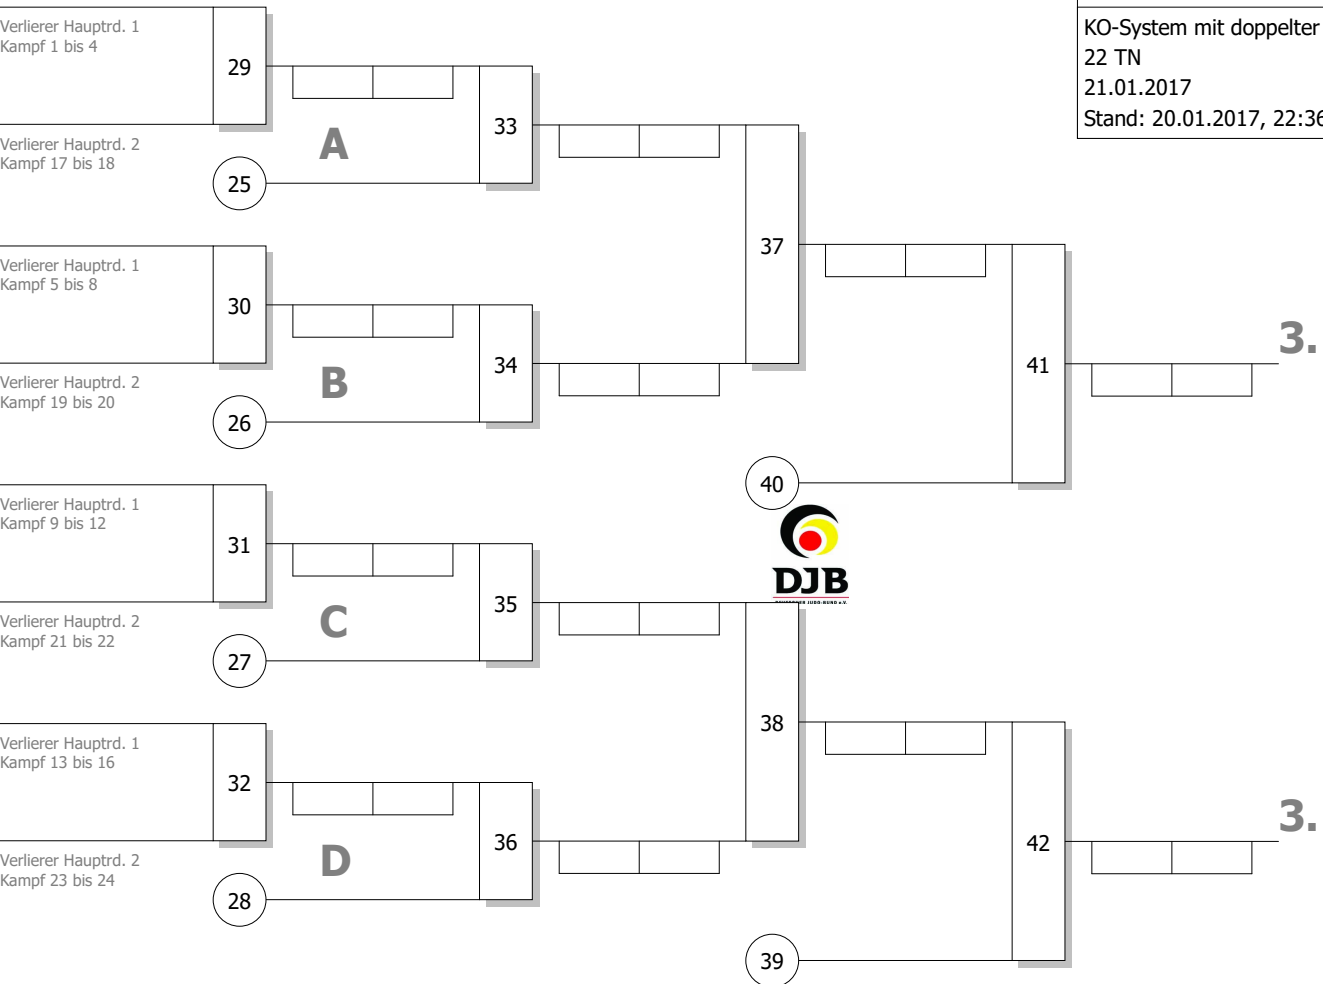 KO-System mit doppelter
22 TN
21.01.2017
Stand: 20.01.2017, 22:36
Verlierer Hauptrd. 1
Kampf 1 bis 4
29
33
A
Verlierer Hauptrd. 2
Kampf 17 bis 18
25
37
Verlierer Hauptrd. 1
Kampf 5 bis 8
30
34
B
Verlierer Hauptrd. 2
Kampf 19 bis 20
26
41
3.
40
DJB
Verlierer Hauptrd. 1
Kampf 9 bis 12
31
35
C
Verlierer Hauptrd. 2
Kampf 21 bis 22
27
38
Verlierer Hauptrd. 1
Kampf 13 bis 16
32
36
D
Verlierer Hauptrd. 2
Kampf 23 bis 24
28
42
3.
39